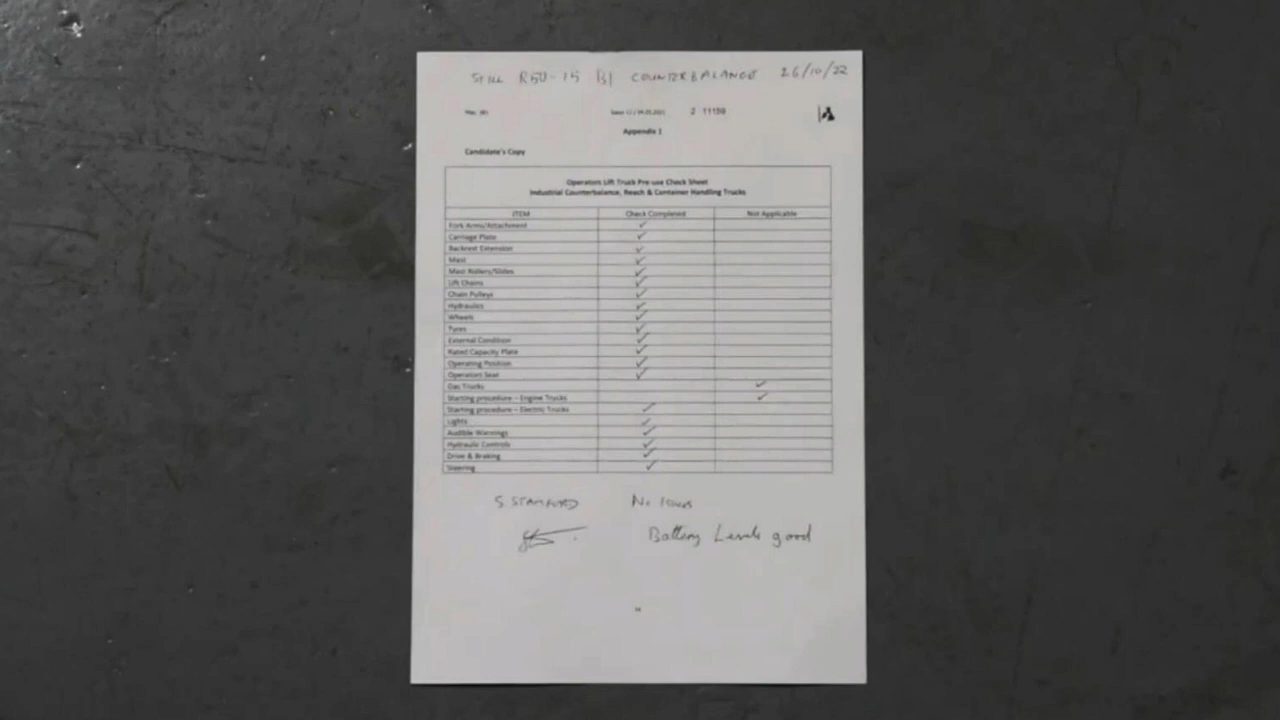 STILL R50-15 B1 COUNTERBALANCE 26/10/22
Appendix 1
Candidate's Copy
Operators Lift Truck Pre-use Check Sheet
Industrial Counterbalance, Reach & Container Handling Trucks
ITEM Check Completed Not Applicable
Fork Arms/Attachment ✓
Carriage Plate ✓
Backrest Extension ✓
Mast ✓
Mast Rollers/Slides ✓
Lift Chains ✓
Chain Pulleys ✓
Hydraulics ✓
Wheels ✓
Tyres ✓
External Condition ✓
Rated Capacity Plate ✓
Operating Position ✓
Operators Seat ✓
Gas Trucks ✓
Starting procedure – Engine Trucks ✓
Starting procedure – Electric Trucks ✓
Lights ✓
Audible Warnings ✓
Hydraulic Controls ✓
Drive & Braking ✓
Steering ✓
S. STAMFORD No Issues
Battery Levels good